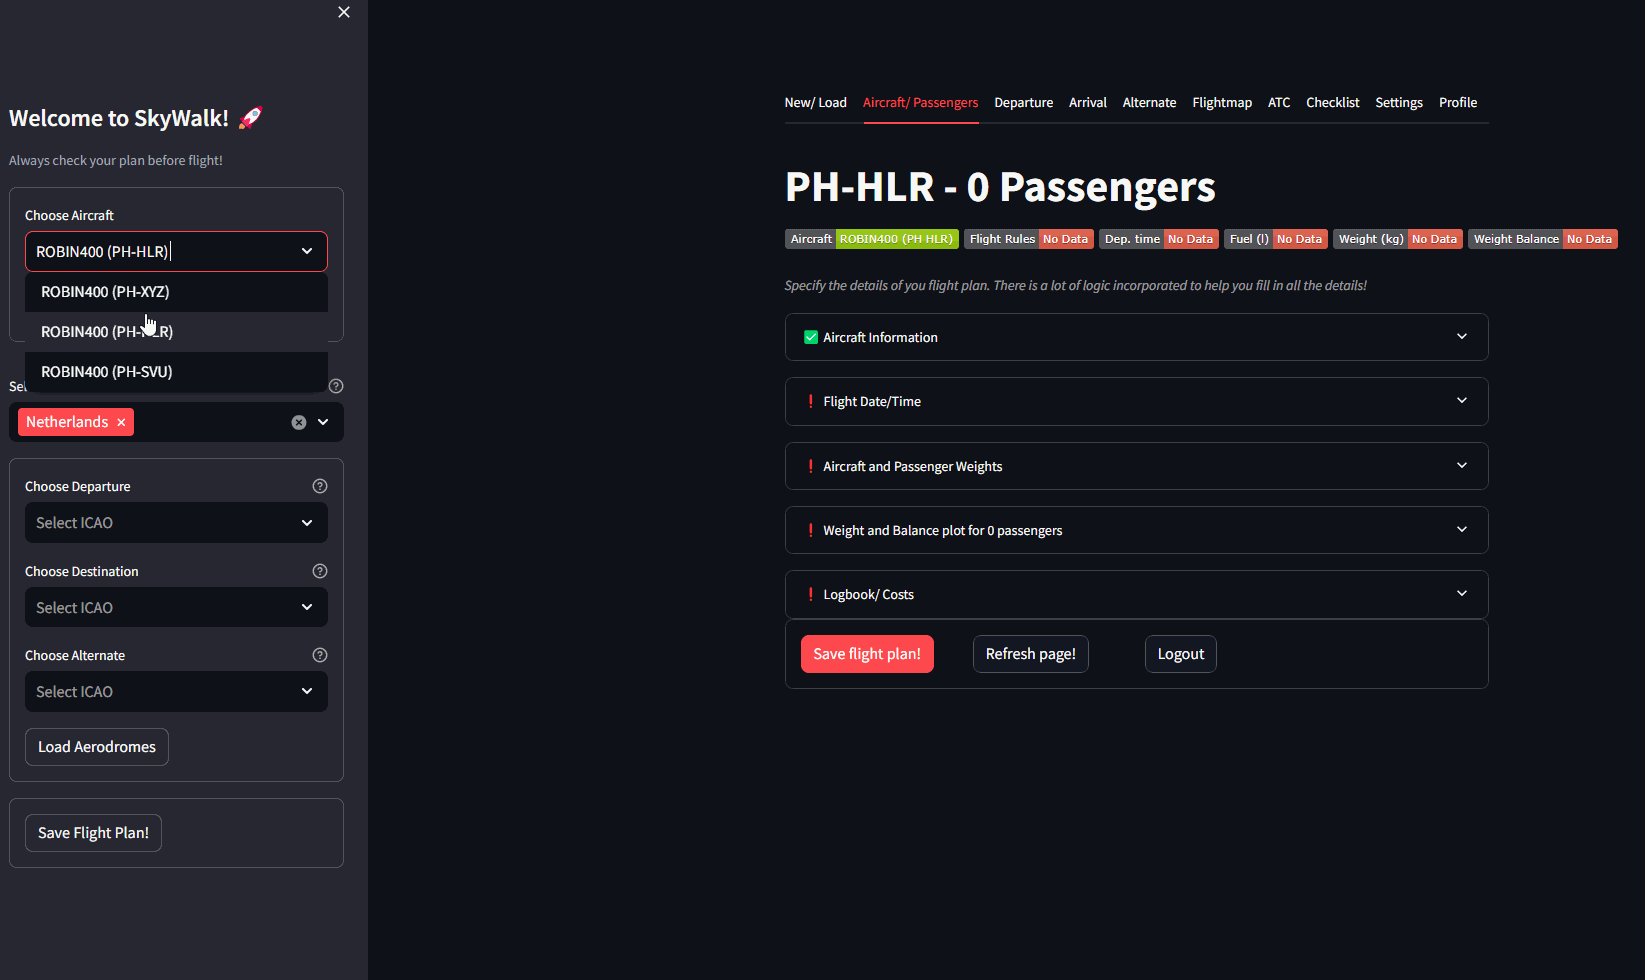 Welcome to SkyWalk! 🚀
Always check your plan before flight!
Choose Aircraft
ROBIN400 (PH-HLR)
ROBIN400 (PH-XYZ)
ROBIN400
ROBIN400 (PH-SVU)
Netherlands ×
Choose Departure
Select ICAO
Choose Destination
Select ICAO
Choose Alternate
Select ICAO
Load Aerodromes
Save Flight Plan!
New/ Load Aircraft/ Passengers Departure Arrival Alternate Flightmap ATC Checklist Settings Profile
PH-HLR - 0 Passengers
Aircraft ROBIN400 (PH HLR) Flight Rules No Data Dep. time No Data Fuel (l) No Data Weight (kg) No Data Weight Balance No Data
Specify the details of you flight plan. There is a lot of logic incorporated to help you fill in all the details!
✅ Aircraft Information
❗ Flight Date/Time
❗ Aircraft and Passenger Weights
❗ Weight and Balance plot for 0 passengers
❗ Logbook/ Costs
Save flight plan! Refresh page! Logout